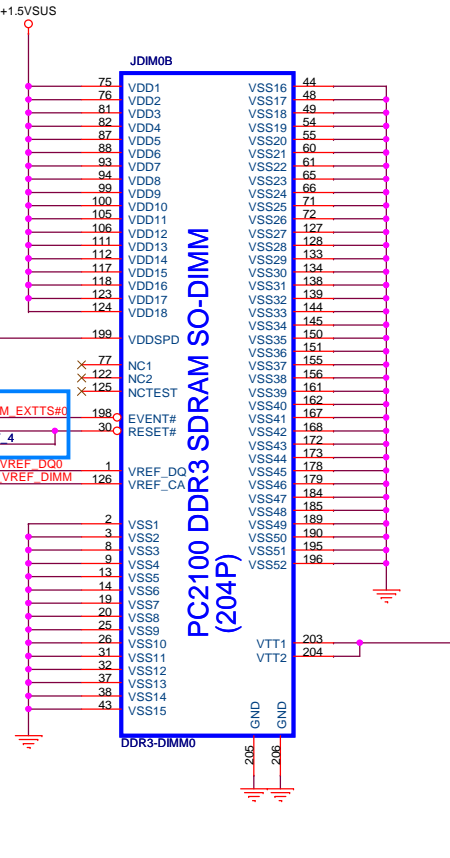 +1.5VSUS
JDIM0B
75 VDD1 VSS16 44
76 VDD2 VSS17 48
81 VDD3 VSS18 49
82 VDD4 VSS19 54
87 VDD5 VSS20 55
88 VDD6 VSS21 60
93 VDD7 VSS22 61
94 VDD8 VSS23 65
99 VDD9 VSS24 66
100 VDD10 VSS25 71
105 VDD11 VSS26 72
106 VDD12 VSS27 127
111 VDD13 VSS28 128
112 VDD14 VSS29 133
117 VDD15 VSS30 134
118 VDD16 VSS31 138
123 VDD17 VSS32 139
124 VDD18 VSS33 144
VSS34 145
199 VDDSPD VSS35 150
VSS36 151
77 NC1 VSS37 155
122 NC2 VSS38 156
125 NCTEST VSS39 161
VSS40 162
M_EXTTS#0 198 EVENT# VSS41 167
30 RESET# VSS42 168
_4 VSS43 172
VSS44 173
VREF_DQ0 1 VREF_DQ VSS45 178
VREF_DIMM 126 VREF_CA VSS46 179
VSS47 184
VSS48 185
2 VSS1 VSS49 189
3 VSS2 VSS50 190
8 VSS3 VSS51 195
9 VSS4 VSS52 196
13 VSS5
14 VSS6
19 VSS7
20 VSS8
25 VSS9
26 VSS10 VTT1 203
31 VSS11 VTT2 204
32 VSS12
37 VSS13
38 VSS14
43 VSS15
PC2100 DDR3 SDRAM SO-DIMM
(204P)
GND GND
DDR3-DIMM0
205 206